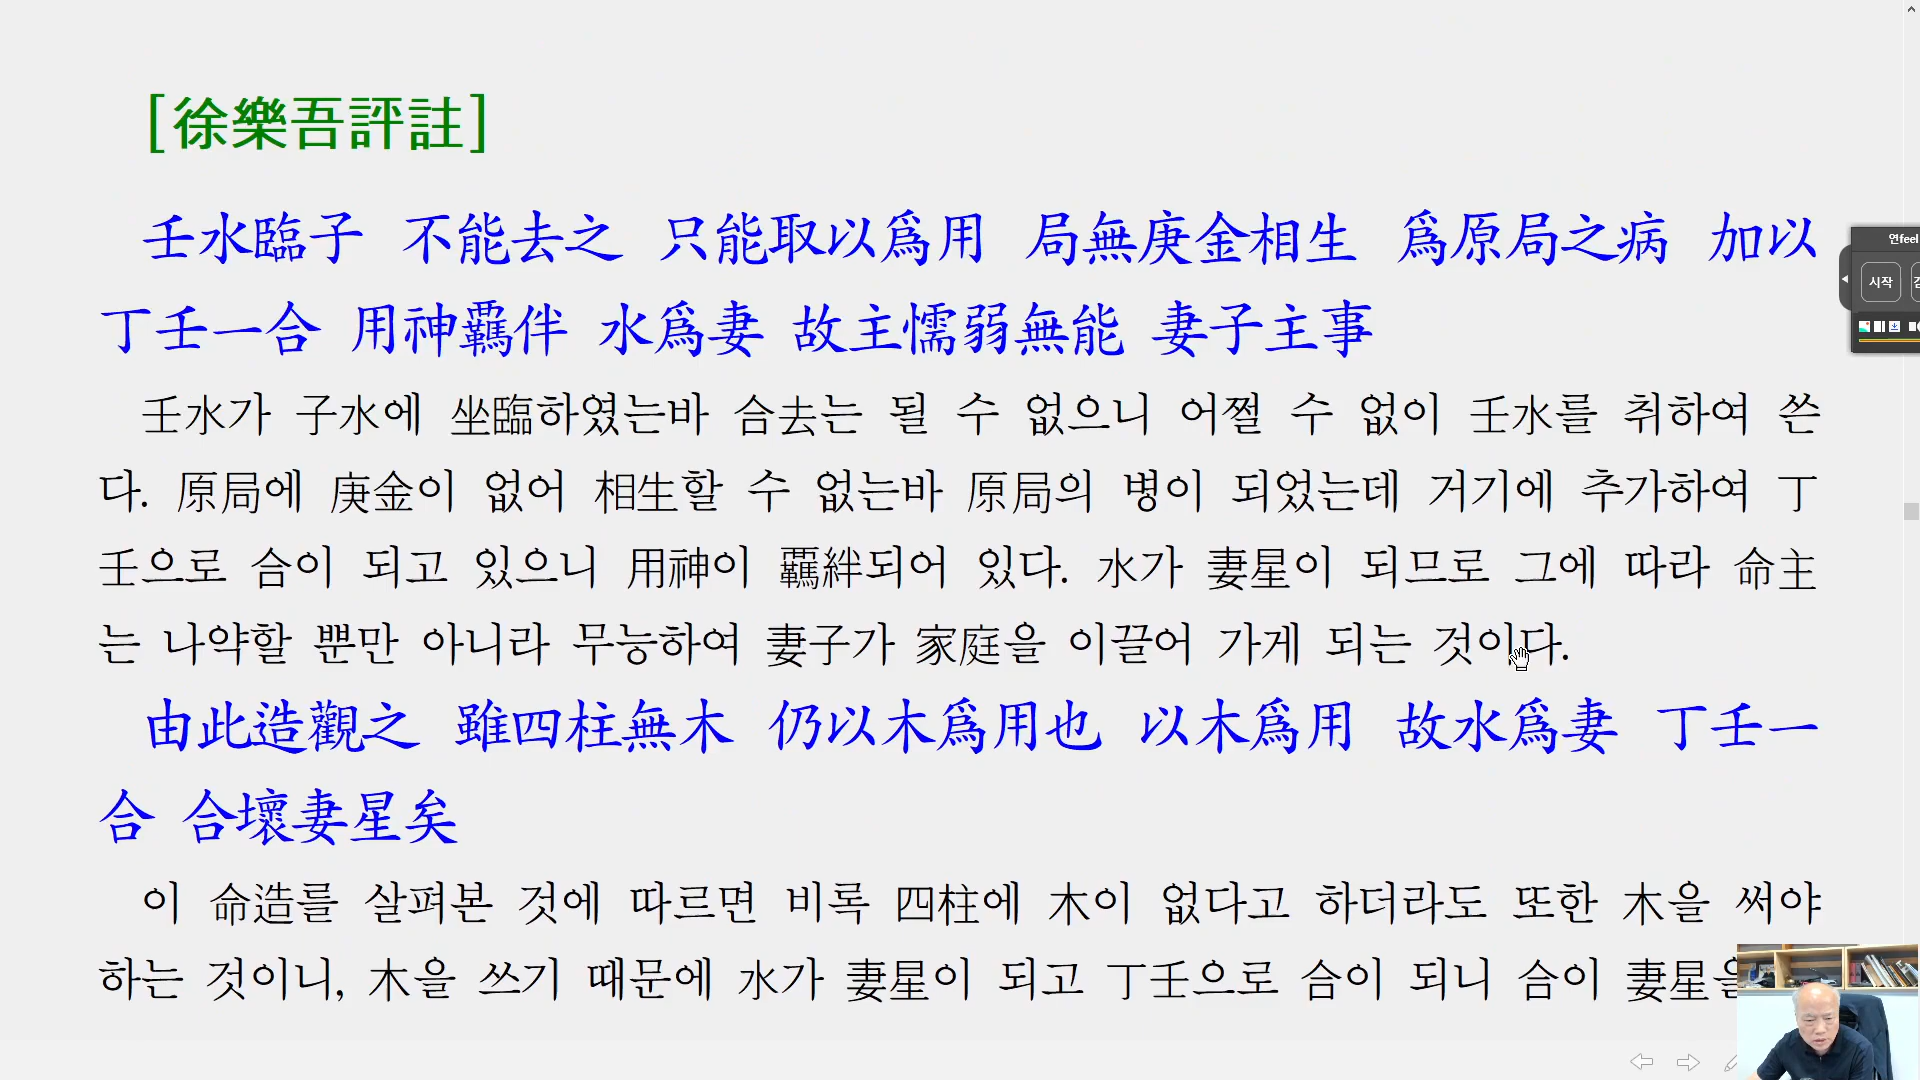 [徐樂吾評註]
壬水臨子 不能去之 只能取以爲用 局無庚金相生 爲原局之病 加以
丁壬一合 用神羈伴 水爲妻 故主懦弱無能 妻子主事
壬水가 子水에 坐臨하였는바 合去는 될 수 없으니 어쩔 수 없이 壬水를 취하여 쓴
다. 原局에 庚金이 없어 相生할 수 없는바 原局의 병이 되었는데 거기에 추가하여 丁
壬으로 合이 되고 있으니 用神이 羈絆되어 있다. 水가 妻星이 되므로 그에 따라 命主
는 나약할 뿐만 아니라 무능하여 妻子가 家庭을 이끌어 가게 되는 것이다.
由此造觀之 雖四柱無木 仍以木爲用也 以木爲用 故水爲妻 丁壬一
合 合壞妻星矣
이 命造를 살펴본 것에 따르면 비록 四柱에 木이 없다고 하더라도 또한 木을 써야
하는 것이니, 木을 쓰기 때문에 水가 妻星이 되고 丁壬으로 合이 되니 合이 妻星을
연feel
시작